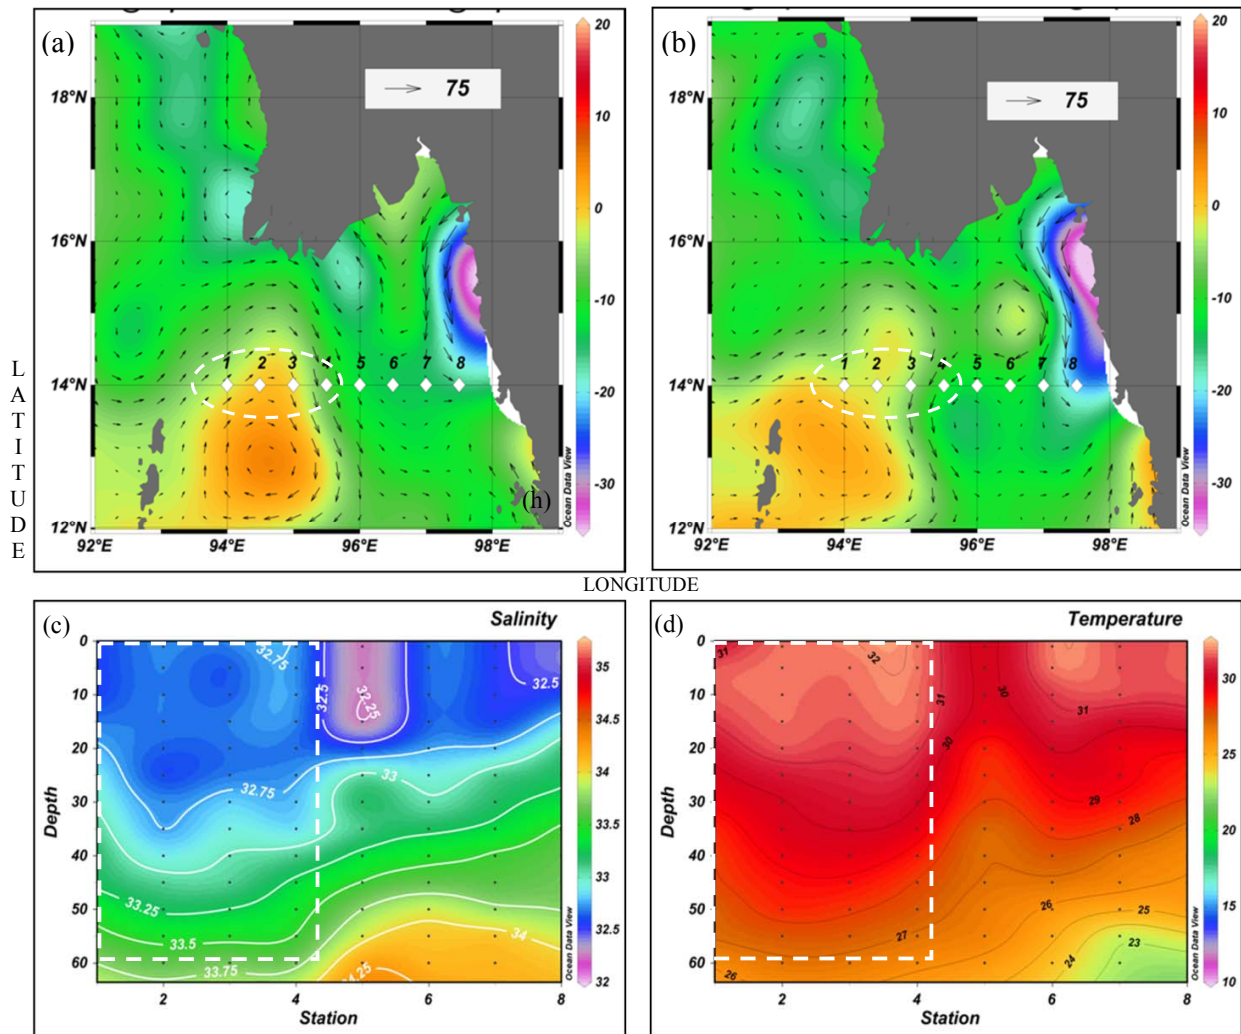 (a)
75
18°N
16°N
14°N
12°N
92°E
94°E
96°E
98°E
1 2 3 4 5 6 7 8
20
10
0
-10
-20
-30
Ocean Data View
(h)
(b)
75
18°N
16°N
14°N
12°N
92°E
94°E
96°E
98°E
1 2 3 4 5 6 7 8
20
10
0
-10
-20
-30
Ocean Data View
LATITUDE
LONGITUDE
(c)
Salinity
0
10
20
30
40
50
60
Depth
2 4 6 8
Station
32.75
32.5
32.25
32.5
33
32.75
33.25
33.5
33.75
34
35
34.5
34
33.5
33
32.5
32
Ocean Data View
(d)
Temperature
0
10
20
30
40
50
60
Depth
2 4 6 8
Station
31
32
31
30
30
31
29
28
27
26
25
24
23
26
30
25
20
15
10
Ocean Data View